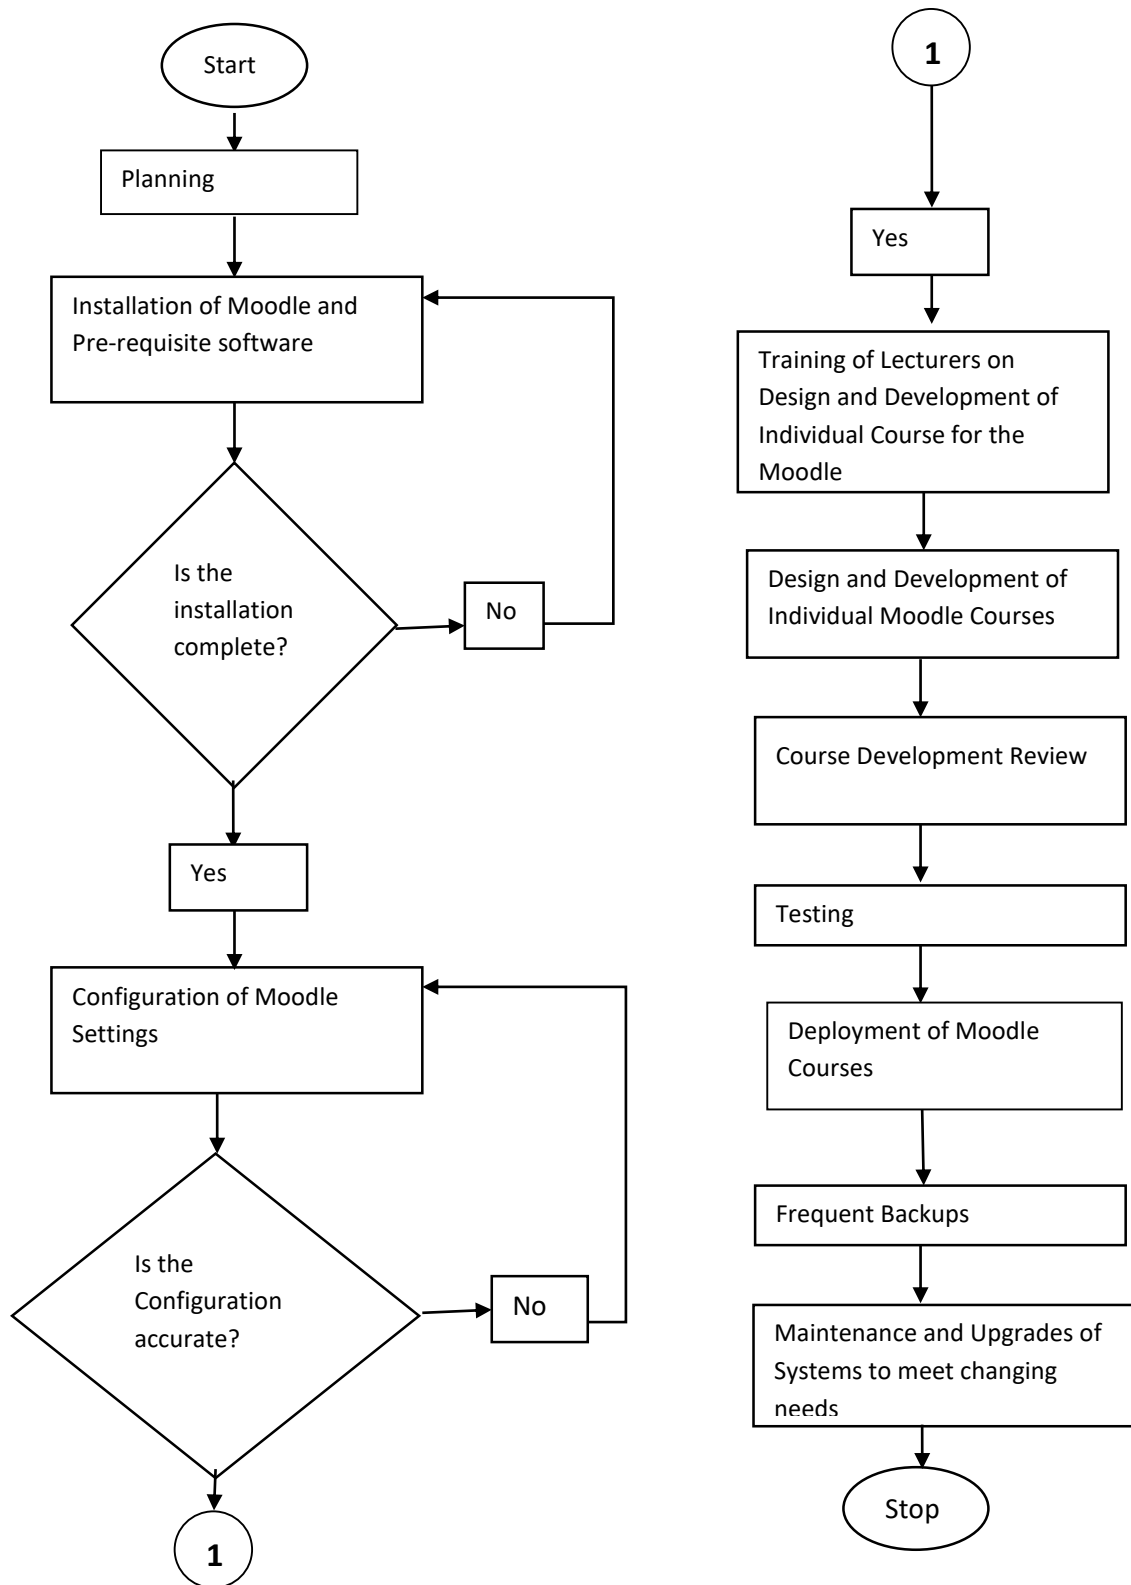 Start
Planning
Installation of Moodle and
Pre-requisite software
Is the
installation
complete?
No
Yes
Configuration of Moodle
Settings
Is the
Configuration
accurate?
No
1
1
Yes
Training of Lecturers on
Design and Development of
Individual Course for the
Moodle
Design and Development of
Individual Moodle Courses
Course Development Review
Testing
Deployment of Moodle
Courses
Frequent Backups
Maintenance and Upgrades of
Systems to meet changing
needs
Stop